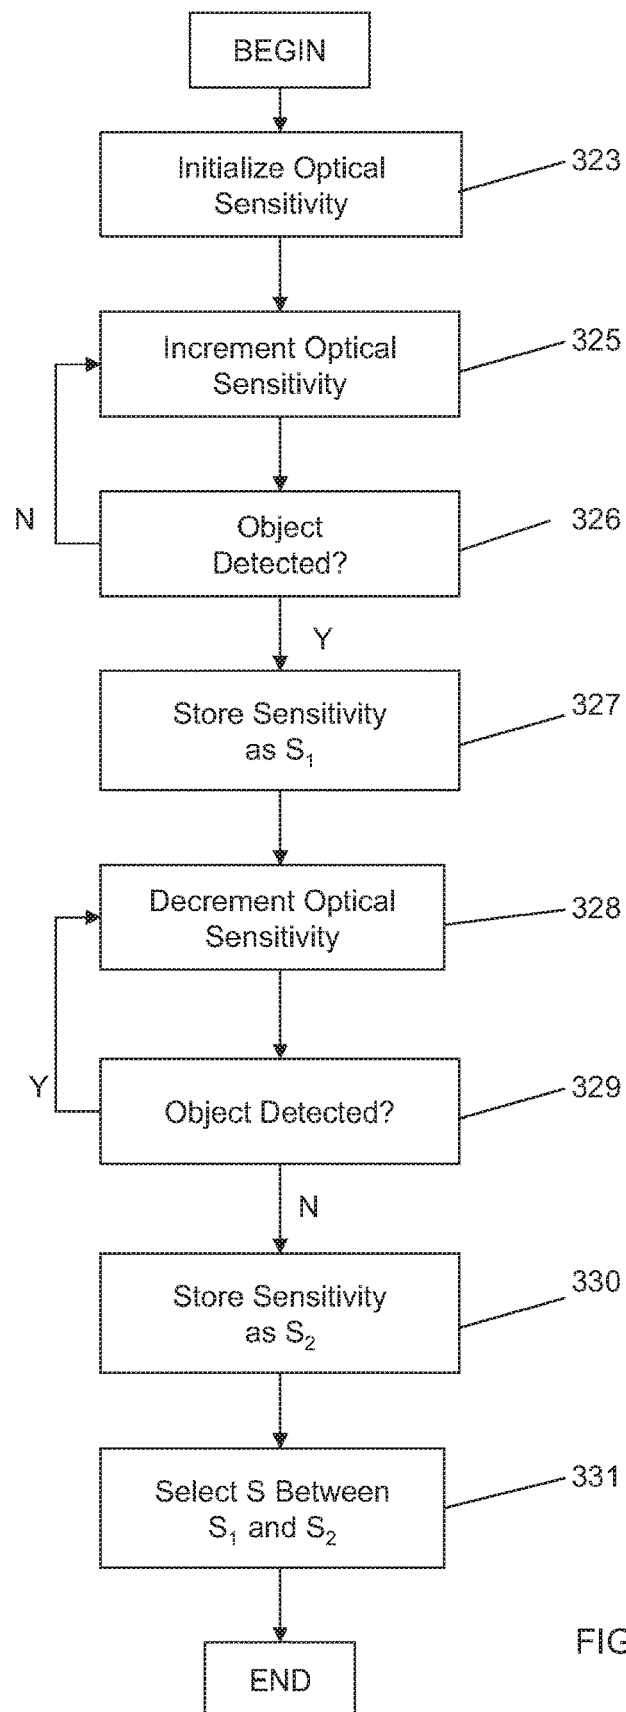 BEGIN
Initialize Optical
Sensitivity
323
Increment Optical
Sensitivity
325
N
Object
Detected?
326
Y
Store Sensitivity
as S₁
327
Decrement Optical
Sensitivity
328
Y
Object Detected?
329
N
Store Sensitivity
as S₂
330
Select S Between
S₁ and S₂
331
FIG
END